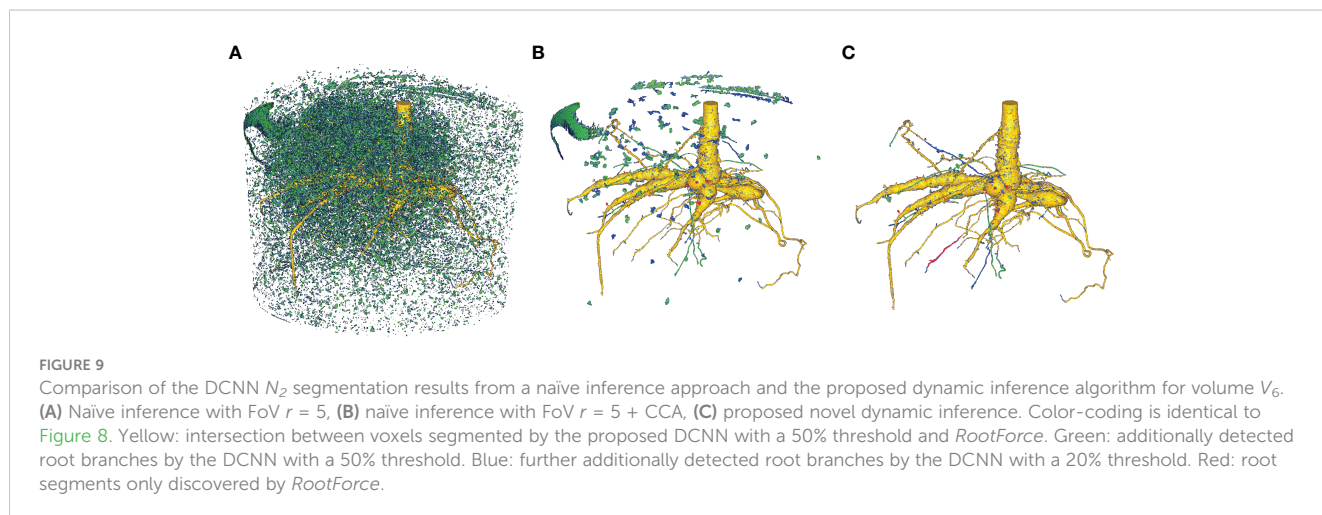 A B C
FIGURE 9
Comparison of the DCNN N2 segmentation results from a naïve inference approach and the proposed dynamic inference algorithm for volume V6.
(A) Naïve inference with FoV r = 5, (B) naïve inference with FoV r = 5 + CCA, (C) proposed novel dynamic inference. Color-coding is identical to
Figure 8. Yellow: intersection between voxels segmented by the proposed DCNN with a 50% threshold and RootForce. Green: additionally detected
root branches by the DCNN with a 50% threshold. Blue: further additionally detected root branches by the DCNN with a 20% threshold. Red: root
segments only discovered by RootForce.